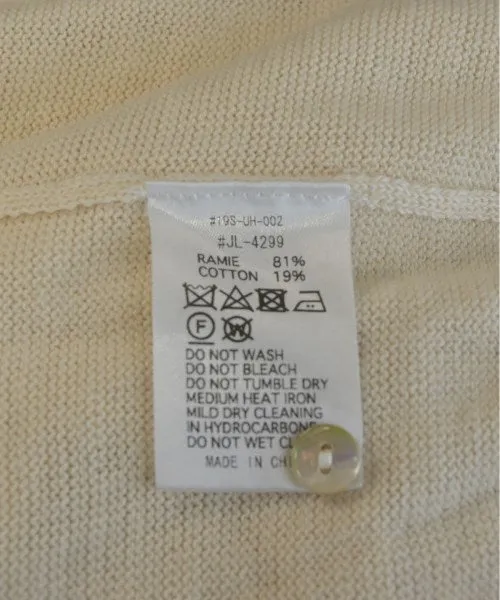 #19S-UH-002
#JL-4299
RAMIE 81%
COTTON 19%
F W
DO NOT WASH
DO NOT BLEACH
DO NOT TUMBLE DRY
MEDIUM HEAT IRON
MILD DRY CLEANING
IN HYDROCARBONS
DO NOT WET
MADE IN